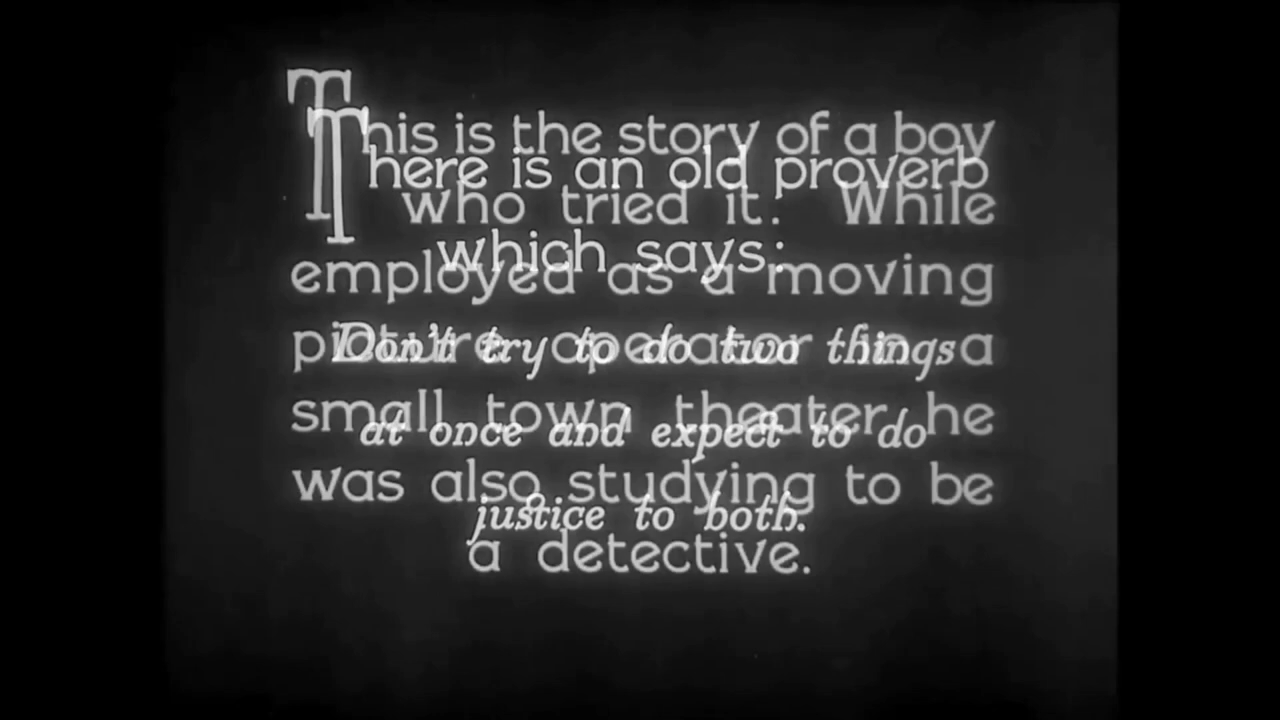 There is an old proverb
which says:
Don't try to do two things
at once and expect to do
justice to both.
This is the story of a boy
who tried it. While
employed as a moving
picture operator in a
small town theater he
was also studying to be
a detective.